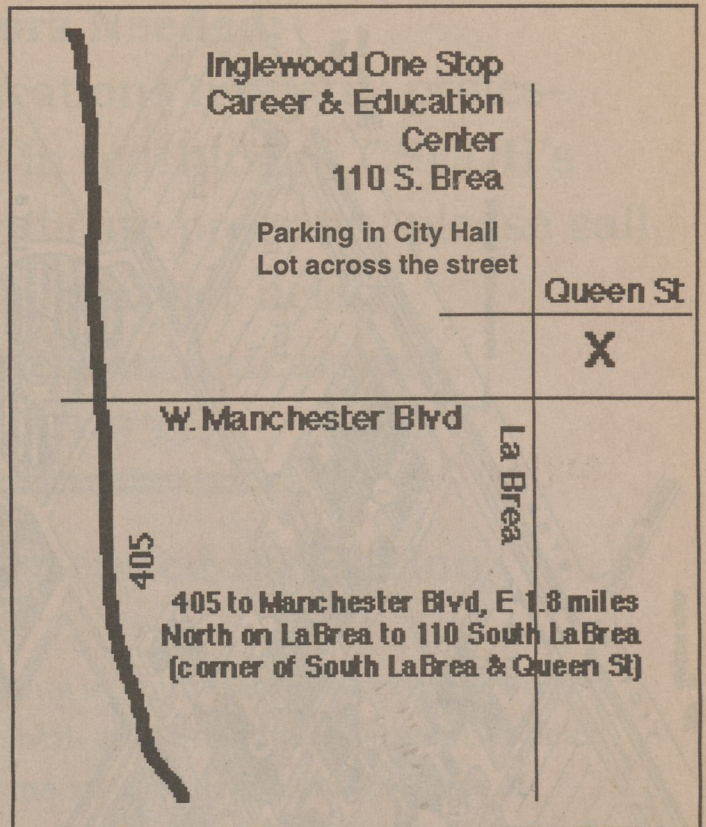 Inglewood One Stop
Career & Education
Center
110 S. Brea
Parking in City Hall
Lot across the street
Queen St
X
W. Manchester Blvd
La Brea
405
405 to Manchester Blvd, E 1.8 miles
North on LaBrea to 110 South LaBrea
(corner of South LaBrea & Queen St)